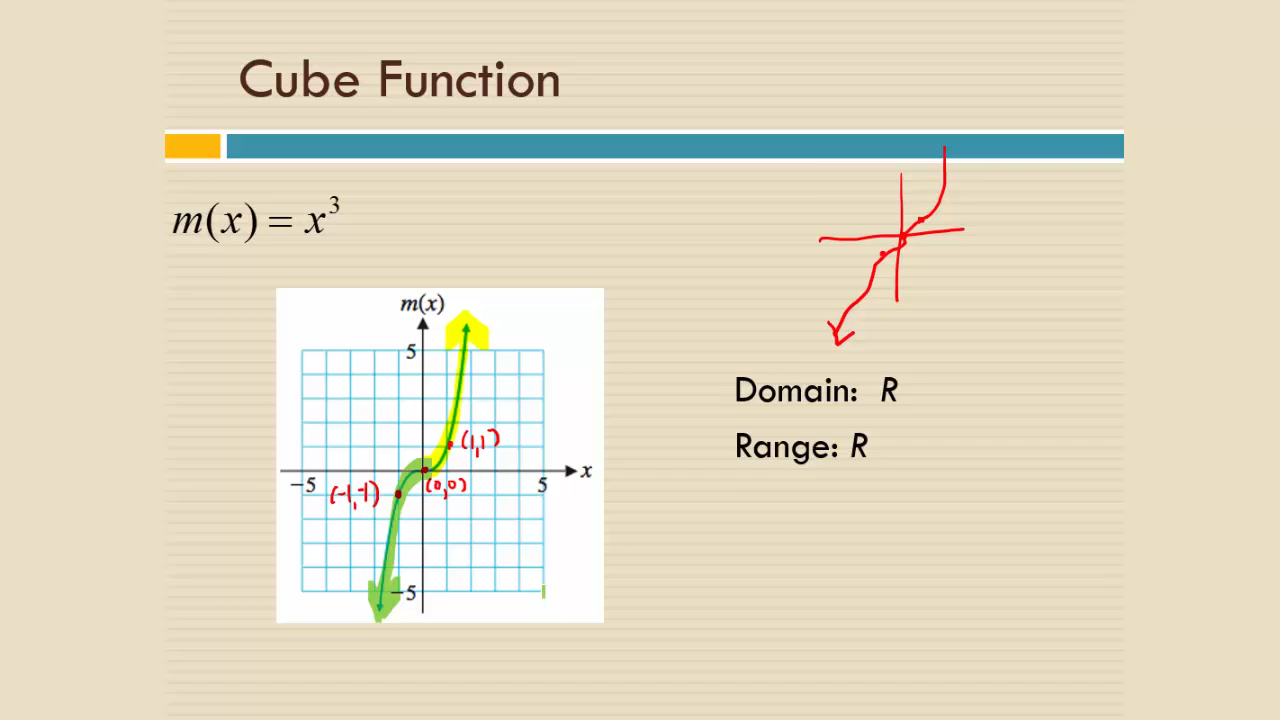 Cube Function
m(x) = x³
m(x)
5
(1,1)
−5
5
x
(-1,-1)
(0,0)
−5
Domain: R
Range: R